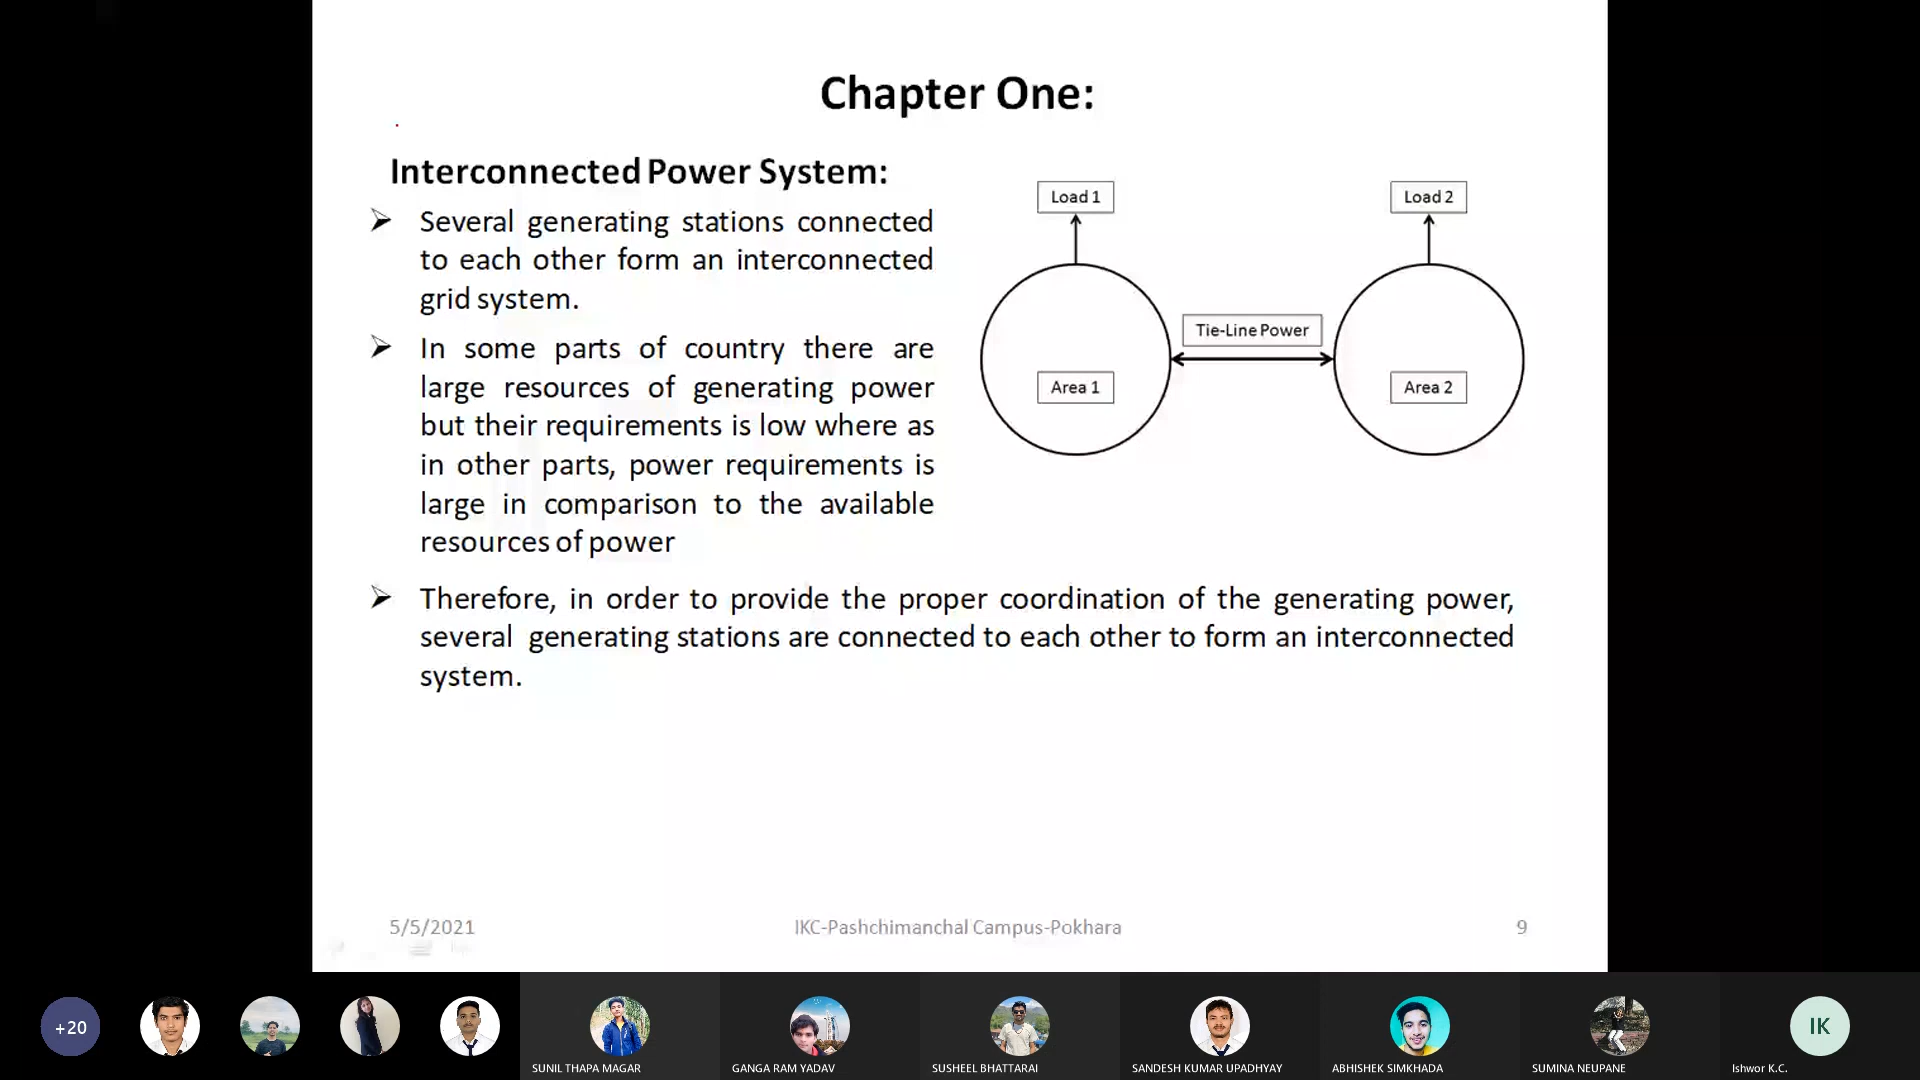 Chapter One:
Interconnected Power System:
Several generating stations connected
to each other form an interconnected
grid system.
In some parts of country there are
large resources of generating power
but their requirements is low where as
in other parts, power requirements is
large in comparison to the available
resources of power
Load 1
Load 2
Tie-Line Power
Area 1
Area 2
Therefore, in order to provide the proper coordination of the generating power,
several generating stations are connected to each other to form an interconnected
system.
5/5/2021
IKC-Pashchimanchal Campus-Pokhara
9
+20
IK
SUNIL THAPA MAGAR
GANGA RAM YADAV
SUSHEEL BHATTARAI
SANDESH KUMAR UPADHYAY
ABHISHEK SIMKHADA
SUMINA NEUPANE
Ishwor K.C.